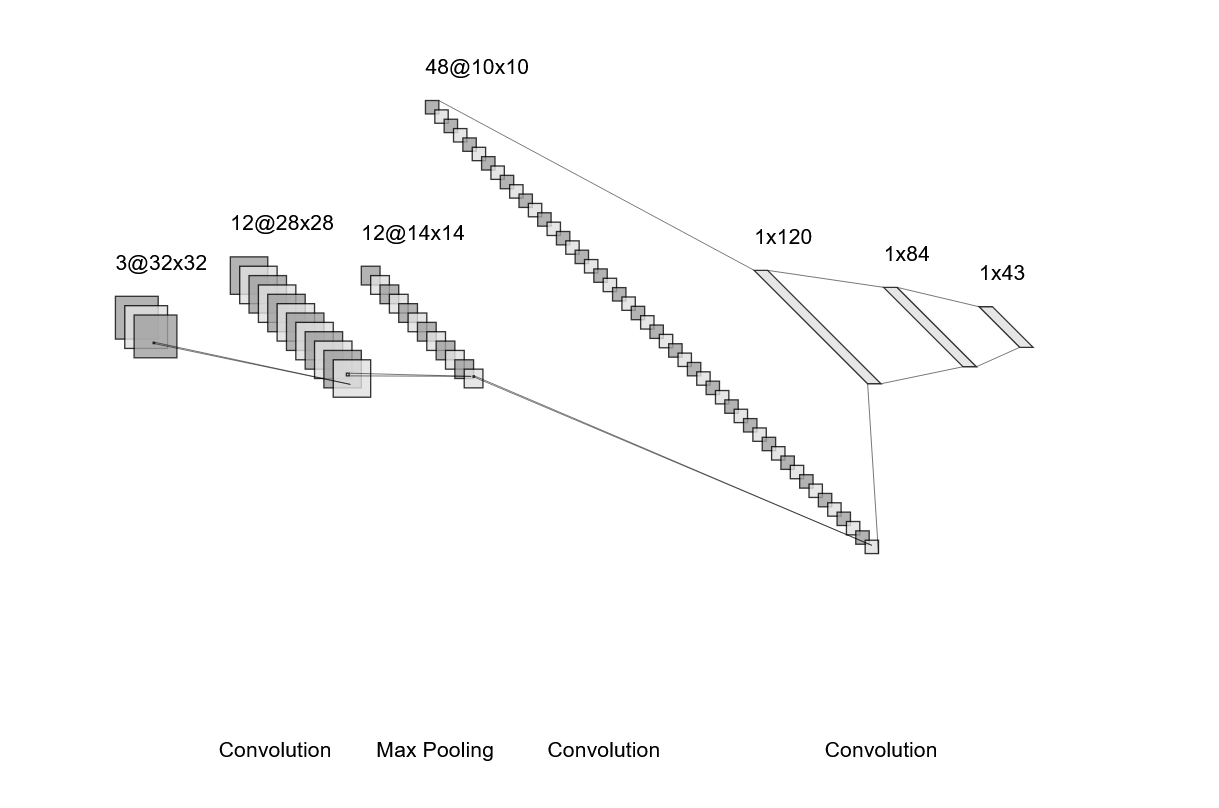 48@10x10
12@28x28
12@14x14
1x120
1x84
3@32x32
1x43
Convolution
Max Pooling
Convolution
Convolution